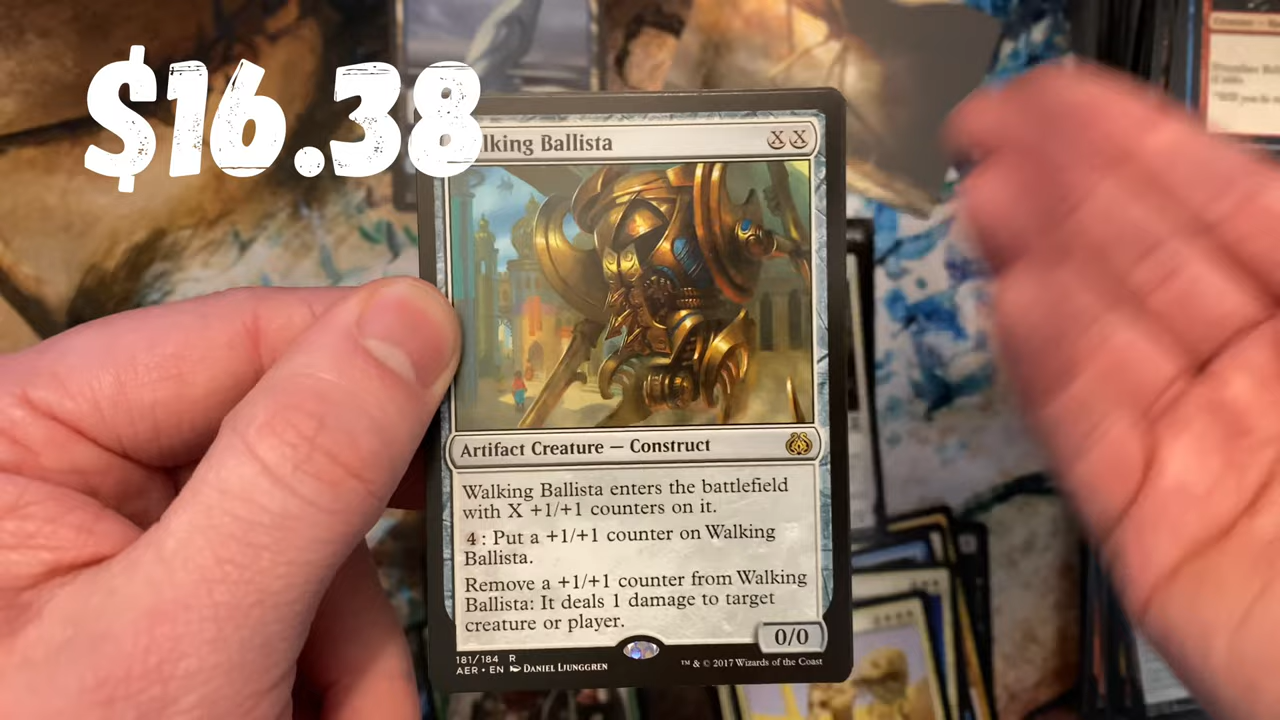 $16.38
lking Ballista XX
Artifact Creature — Construct
Walking Ballista enters the battlefield
with X +1/+1 counters on it.
4: Put a +1/+1 counter on Walking
Ballista.
Remove a +1/+1 counter from Walking
Ballista: It deals 1 damage to target
creature or player.
0/0
181/184 R
AER • EN DANIEL LJUNGGREN
™ & © 2017 Wizards of the Coast